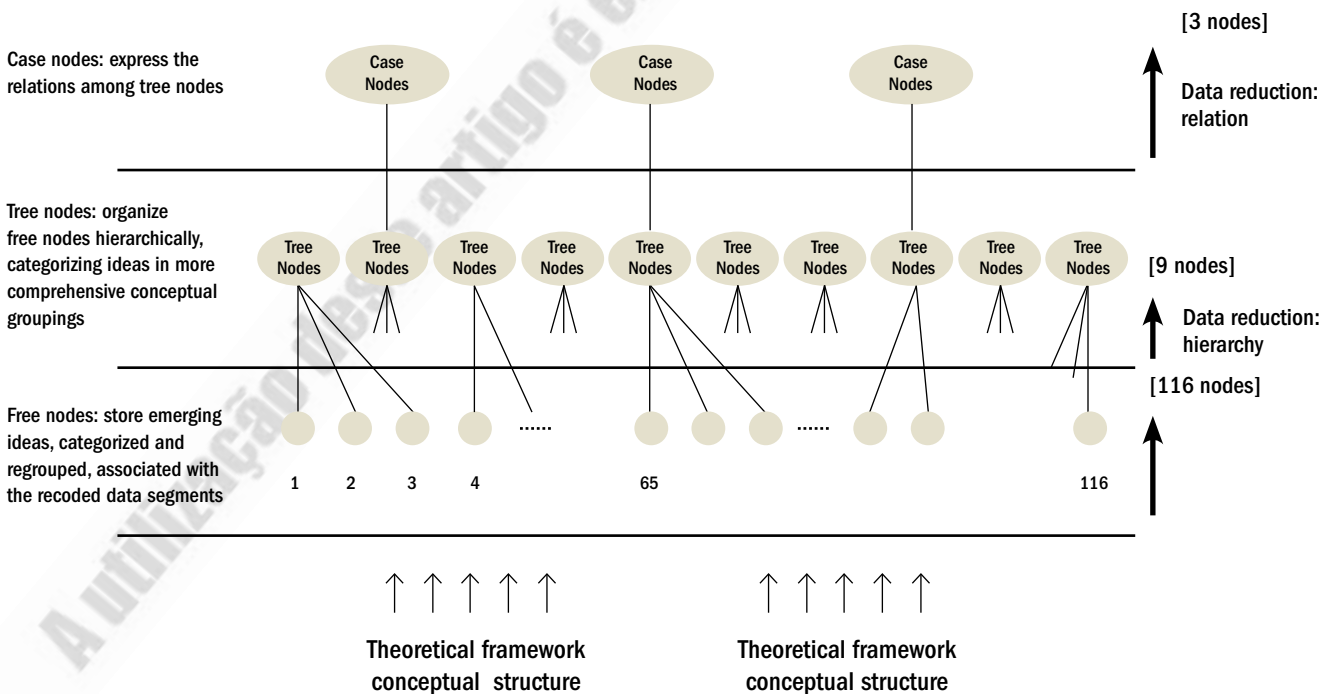 [3 nodes]
Case nodes: express the
relations among tree nodes
Case
Nodes
Case
Nodes
Case
Nodes
Data reduction:
relation
Tree nodes: organize
free nodes hierarchically,
categorizing ideas in more
comprehensive conceptual
groupings
Tree
Nodes
Tree
Nodes
Tree
Nodes
Tree
Nodes
Tree
Nodes
Tree
Nodes
Tree
Nodes
Tree
Nodes
Tree
Nodes
Tree
Nodes
[9 nodes]
Data reduction:
hierarchy
[116 nodes]
Free nodes: store emerging
ideas, categorized and
regrouped, associated with
the recoded data segments
......
......
1 2 3 4 65 116
Theoretical framework
conceptual structure
Theoretical framework
conceptual structure
A utilização deste artigo é e